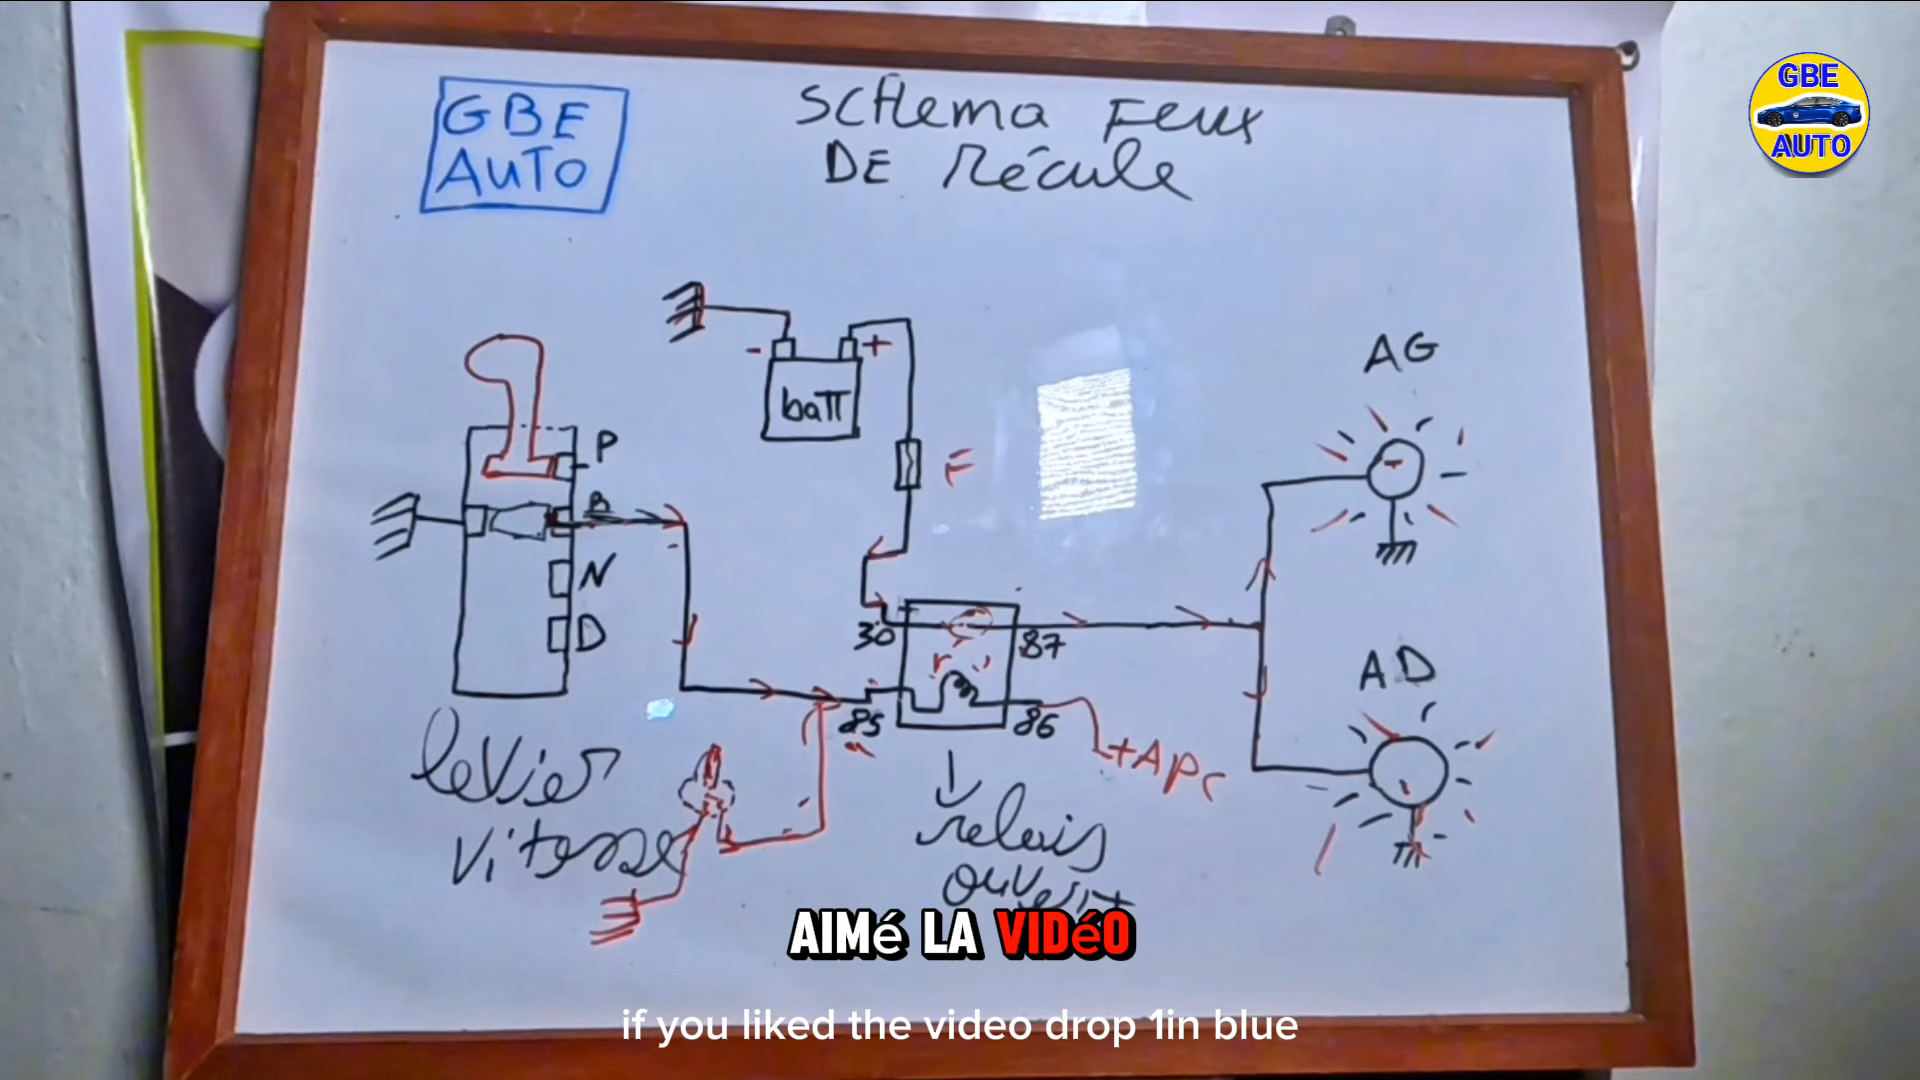 GBE
AUTO
SCHema Feux
DE récule
GBE
AUTO
AG
- +
batt
P
F
R
N
D
30
87
AD
85
86
+APC
levier
vitesse
relais
ouvert
AIMé LA VIDéO
if you liked the video drop 1in blue